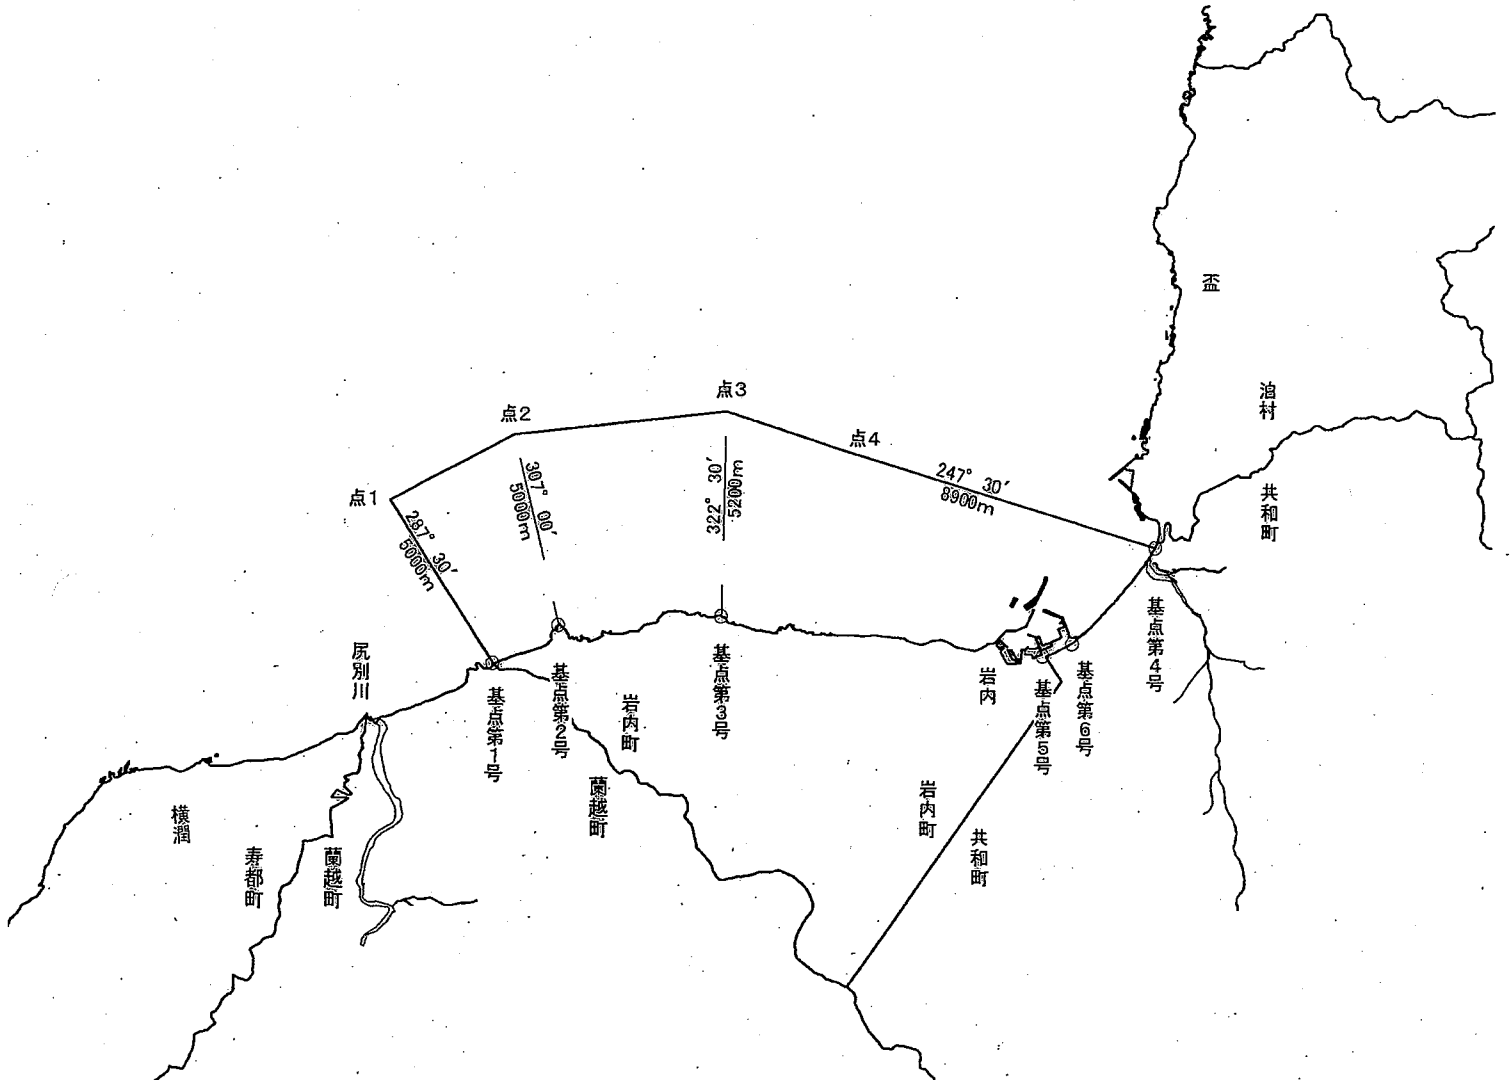 盃
泊村
共和町
点3
点2
点4
点1
287° 30′
5000m
307° 00′
5000m
322° 30′
5200m
247° 30′
8900m
尻別川
基点第1号
基点第2号
岩内町
蘭越町
基点第3号
岩内
基点第5号
基点第6号
基点第4号
横澗
寿都町
蘭越町
岩内町
共和町